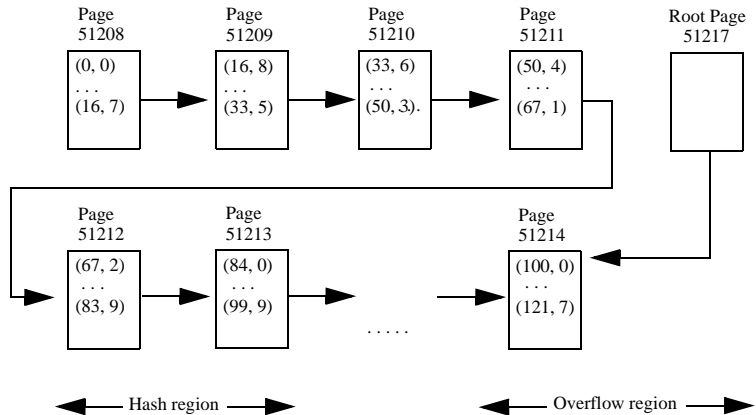 Page
51208
Page
51209
Page
51210
Page
51211
Root Page
51217
(0, 0)
. . .
(16, 7)
(16, 8)
. . .
(33, 5)
(33, 6)
. . .
(50, 3).
(50, 4)
. . .
(67, 1)
Page
51212
Page
51213
Page
51214
(67, 2)
. . .
(83, 9)
(84, 0)
. . .
(99, 9)
. . . . .
(100, 0)
. . .
(121, 7)
Hash region
Overflow region